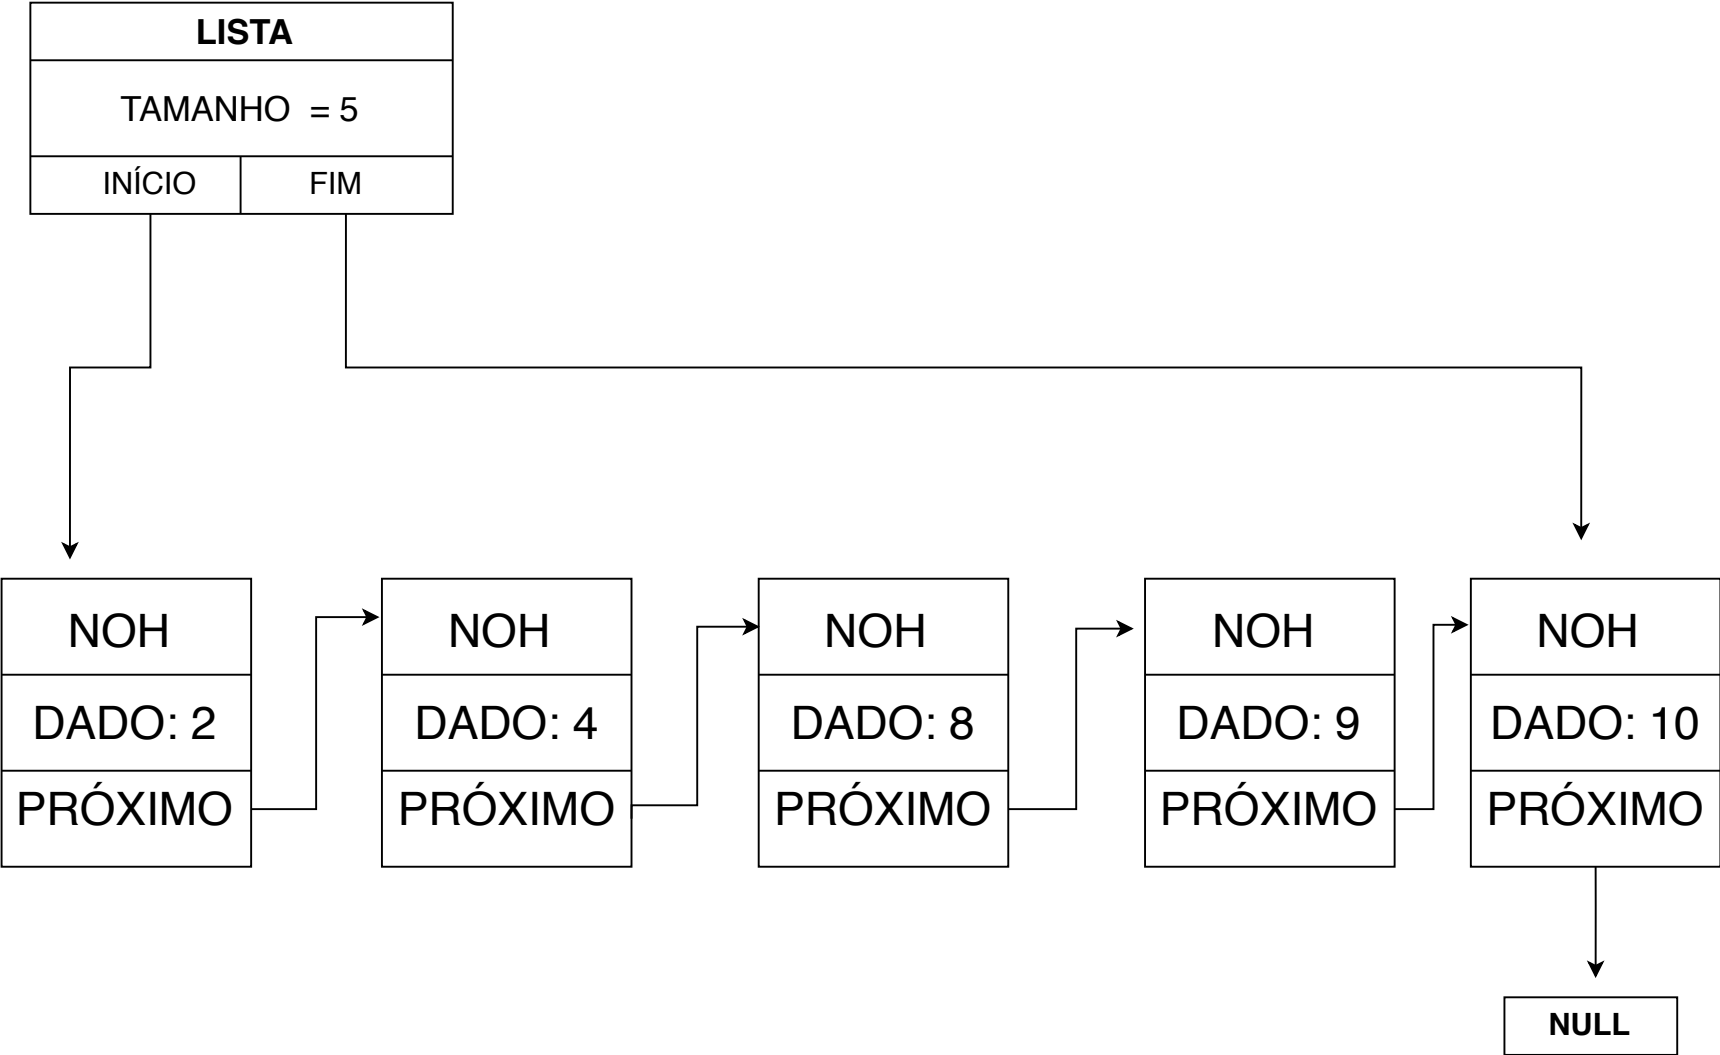 LISTA
TAMANHO = 5
INÍCIO FIM
NOH NOH NOH NOH NOH
DADO: 2 DADO: 4 DADO: 8 DADO: 9 DADO: 10
PRÓXIMO PRÓXIMO PRÓXIMO PRÓXIMO PRÓXIMO
NULL